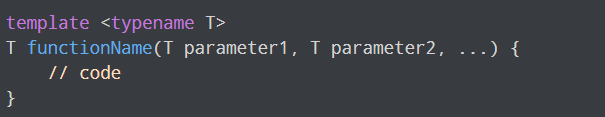 template <typename T>
T functionName(T parameter1, T parameter2, ...) {
    // code
}